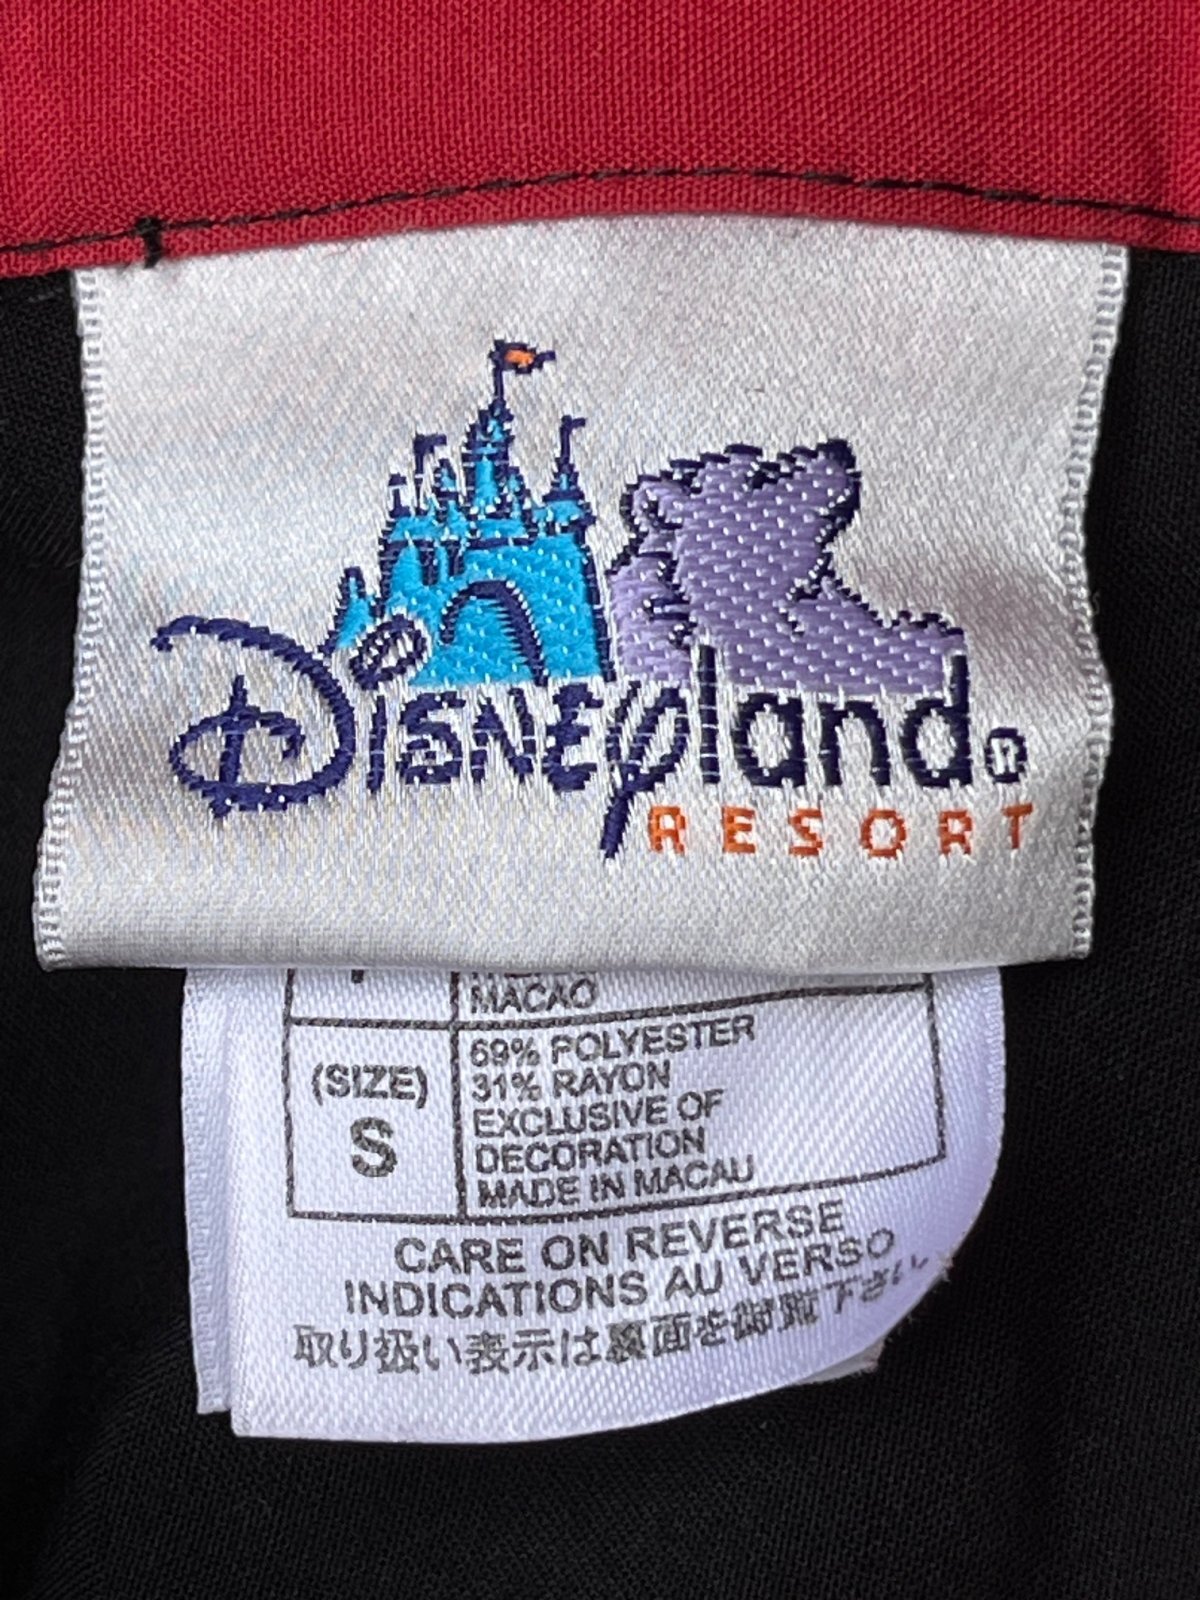 Disneyland®
RESORT
MACAO
(SIZE)
S
69% POLYESTER
31% RAYON
EXCLUSIVE OF
DECORATION
MADE IN MACAU
CARE ON REVERSE
INDICATIONS AU VERSO
取り扱い表示は裏面を御覧下さい。